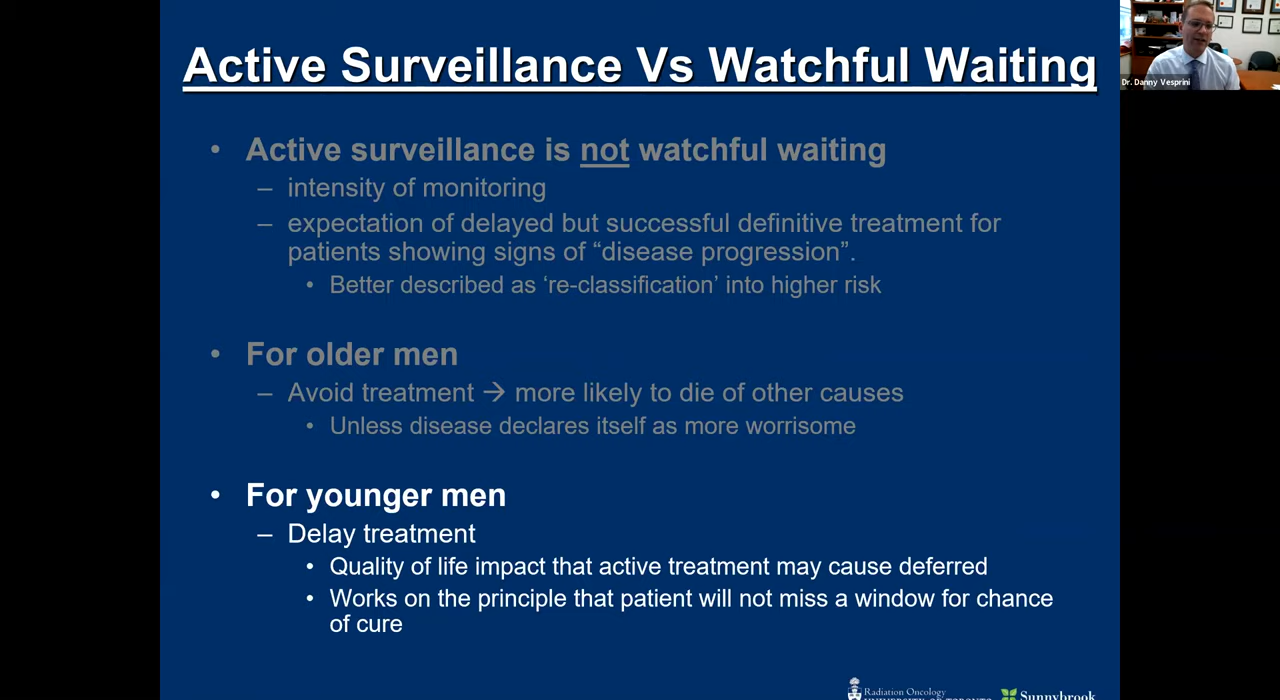 Active Surveillance Vs Watchful Waiting
Dr. Danny Vesprini
• Active surveillance is not watchful waiting
– intensity of monitoring
– expectation of delayed but successful definitive treatment for
patients showing signs of “disease progression”.
• Better described as ‘re-classification’ into higher risk
• For older men
– Avoid treatment → more likely to die of other causes
• Unless disease declares itself as more worrisome
• For younger men
– Delay treatment
• Quality of life impact that active treatment may cause deferred
• Works on the principle that patient will not miss a window for chance
of cure
Radiation Oncology
UNIVERSITY OF TORONTO
Sunnybrook